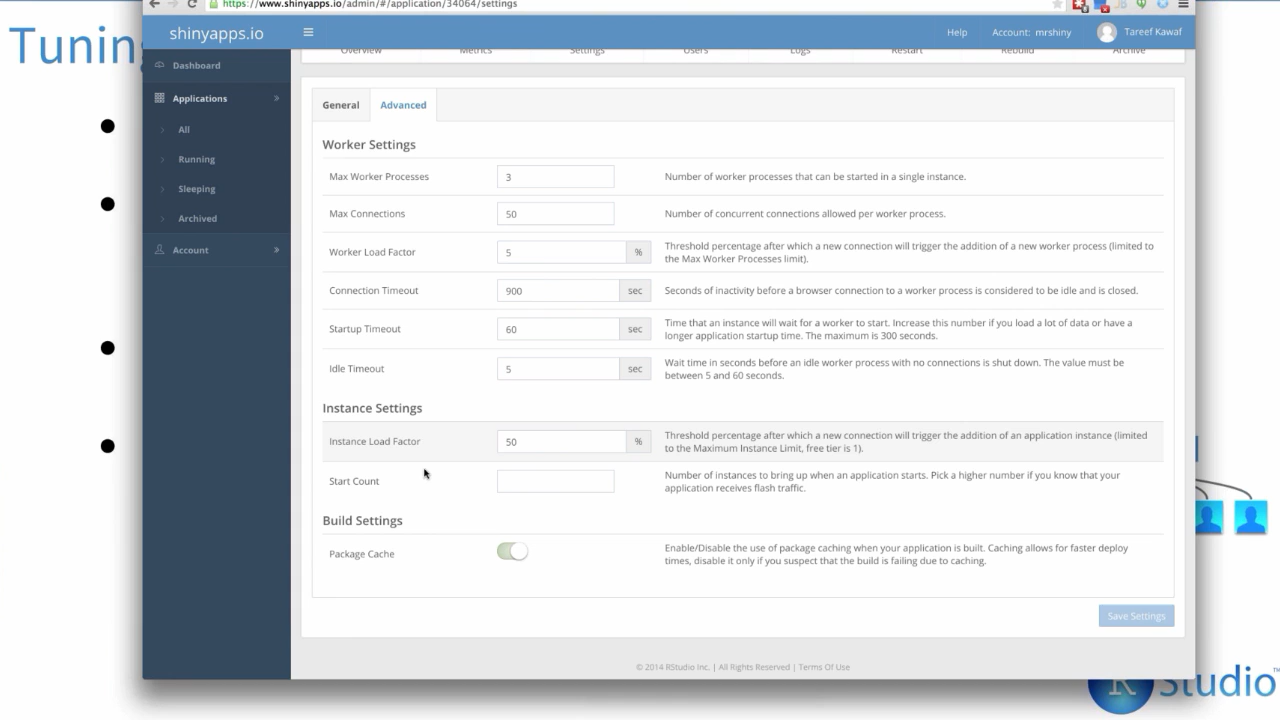 https://www.shinyapps.io/admin/#/application/34064/settings
Tuning
shinyapps.io
Help
Account: mrshiny
Tareef Kawaf
Overview
Metrics
Settings
Users
Logs
Restart
Rebuild
Archive
Dashboard
Applications
All
Running
Sleeping
Archived
Account
General
Advanced
Worker Settings
Max Worker Processes
3
Number of worker processes that can be started in a single instance.
Max Connections
50
Number of concurrent connections allowed per worker process.
Worker Load Factor
5
%
Threshold percentage after which a new connection will trigger the addition of a new worker process (limited to
the Max Worker Processes limit).
Connection Timeout
900
sec
Seconds of inactivity before a browser connection to a worker process is considered to be idle and is closed.
Startup Timeout
60
sec
Time that an instance will wait for a worker to start. Increase this number if you load a lot of data or have a
longer application startup time. The maximum is 300 seconds.
Idle Timeout
5
sec
Wait time in seconds before an idle worker process with no connections is shut down. The value must be
between 5 and 60 seconds.
Instance Settings
Instance Load Factor
50
%
Threshold percentage after which a new connection will trigger the addition of an application instance (limited
to the Maximum Instance Limit, free tier is 1).
Start Count
Number of instances to bring up when an application starts. Pick a higher number if you know that your
application receives flash traffic.
Build Settings
Package Cache
Enable/Disable the use of package caching when your application is built. Caching allows for faster deploy
times, disable it only if you suspect that the build is failing due to caching.
Save Settings
© 2014 RStudio Inc. | All Rights Reserved | Terms Of Use
R Studio™